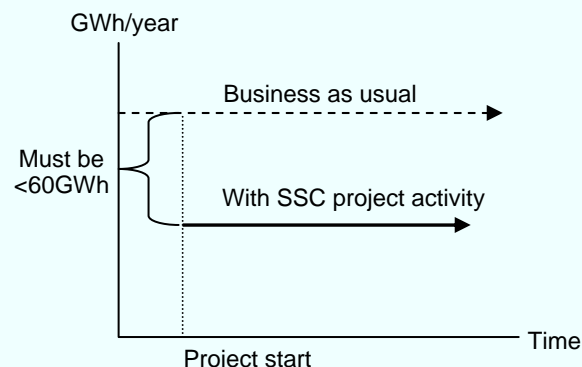 GWh/year
Business as usual
Must be
<60GWh
With SSC project activity
Time
Project start